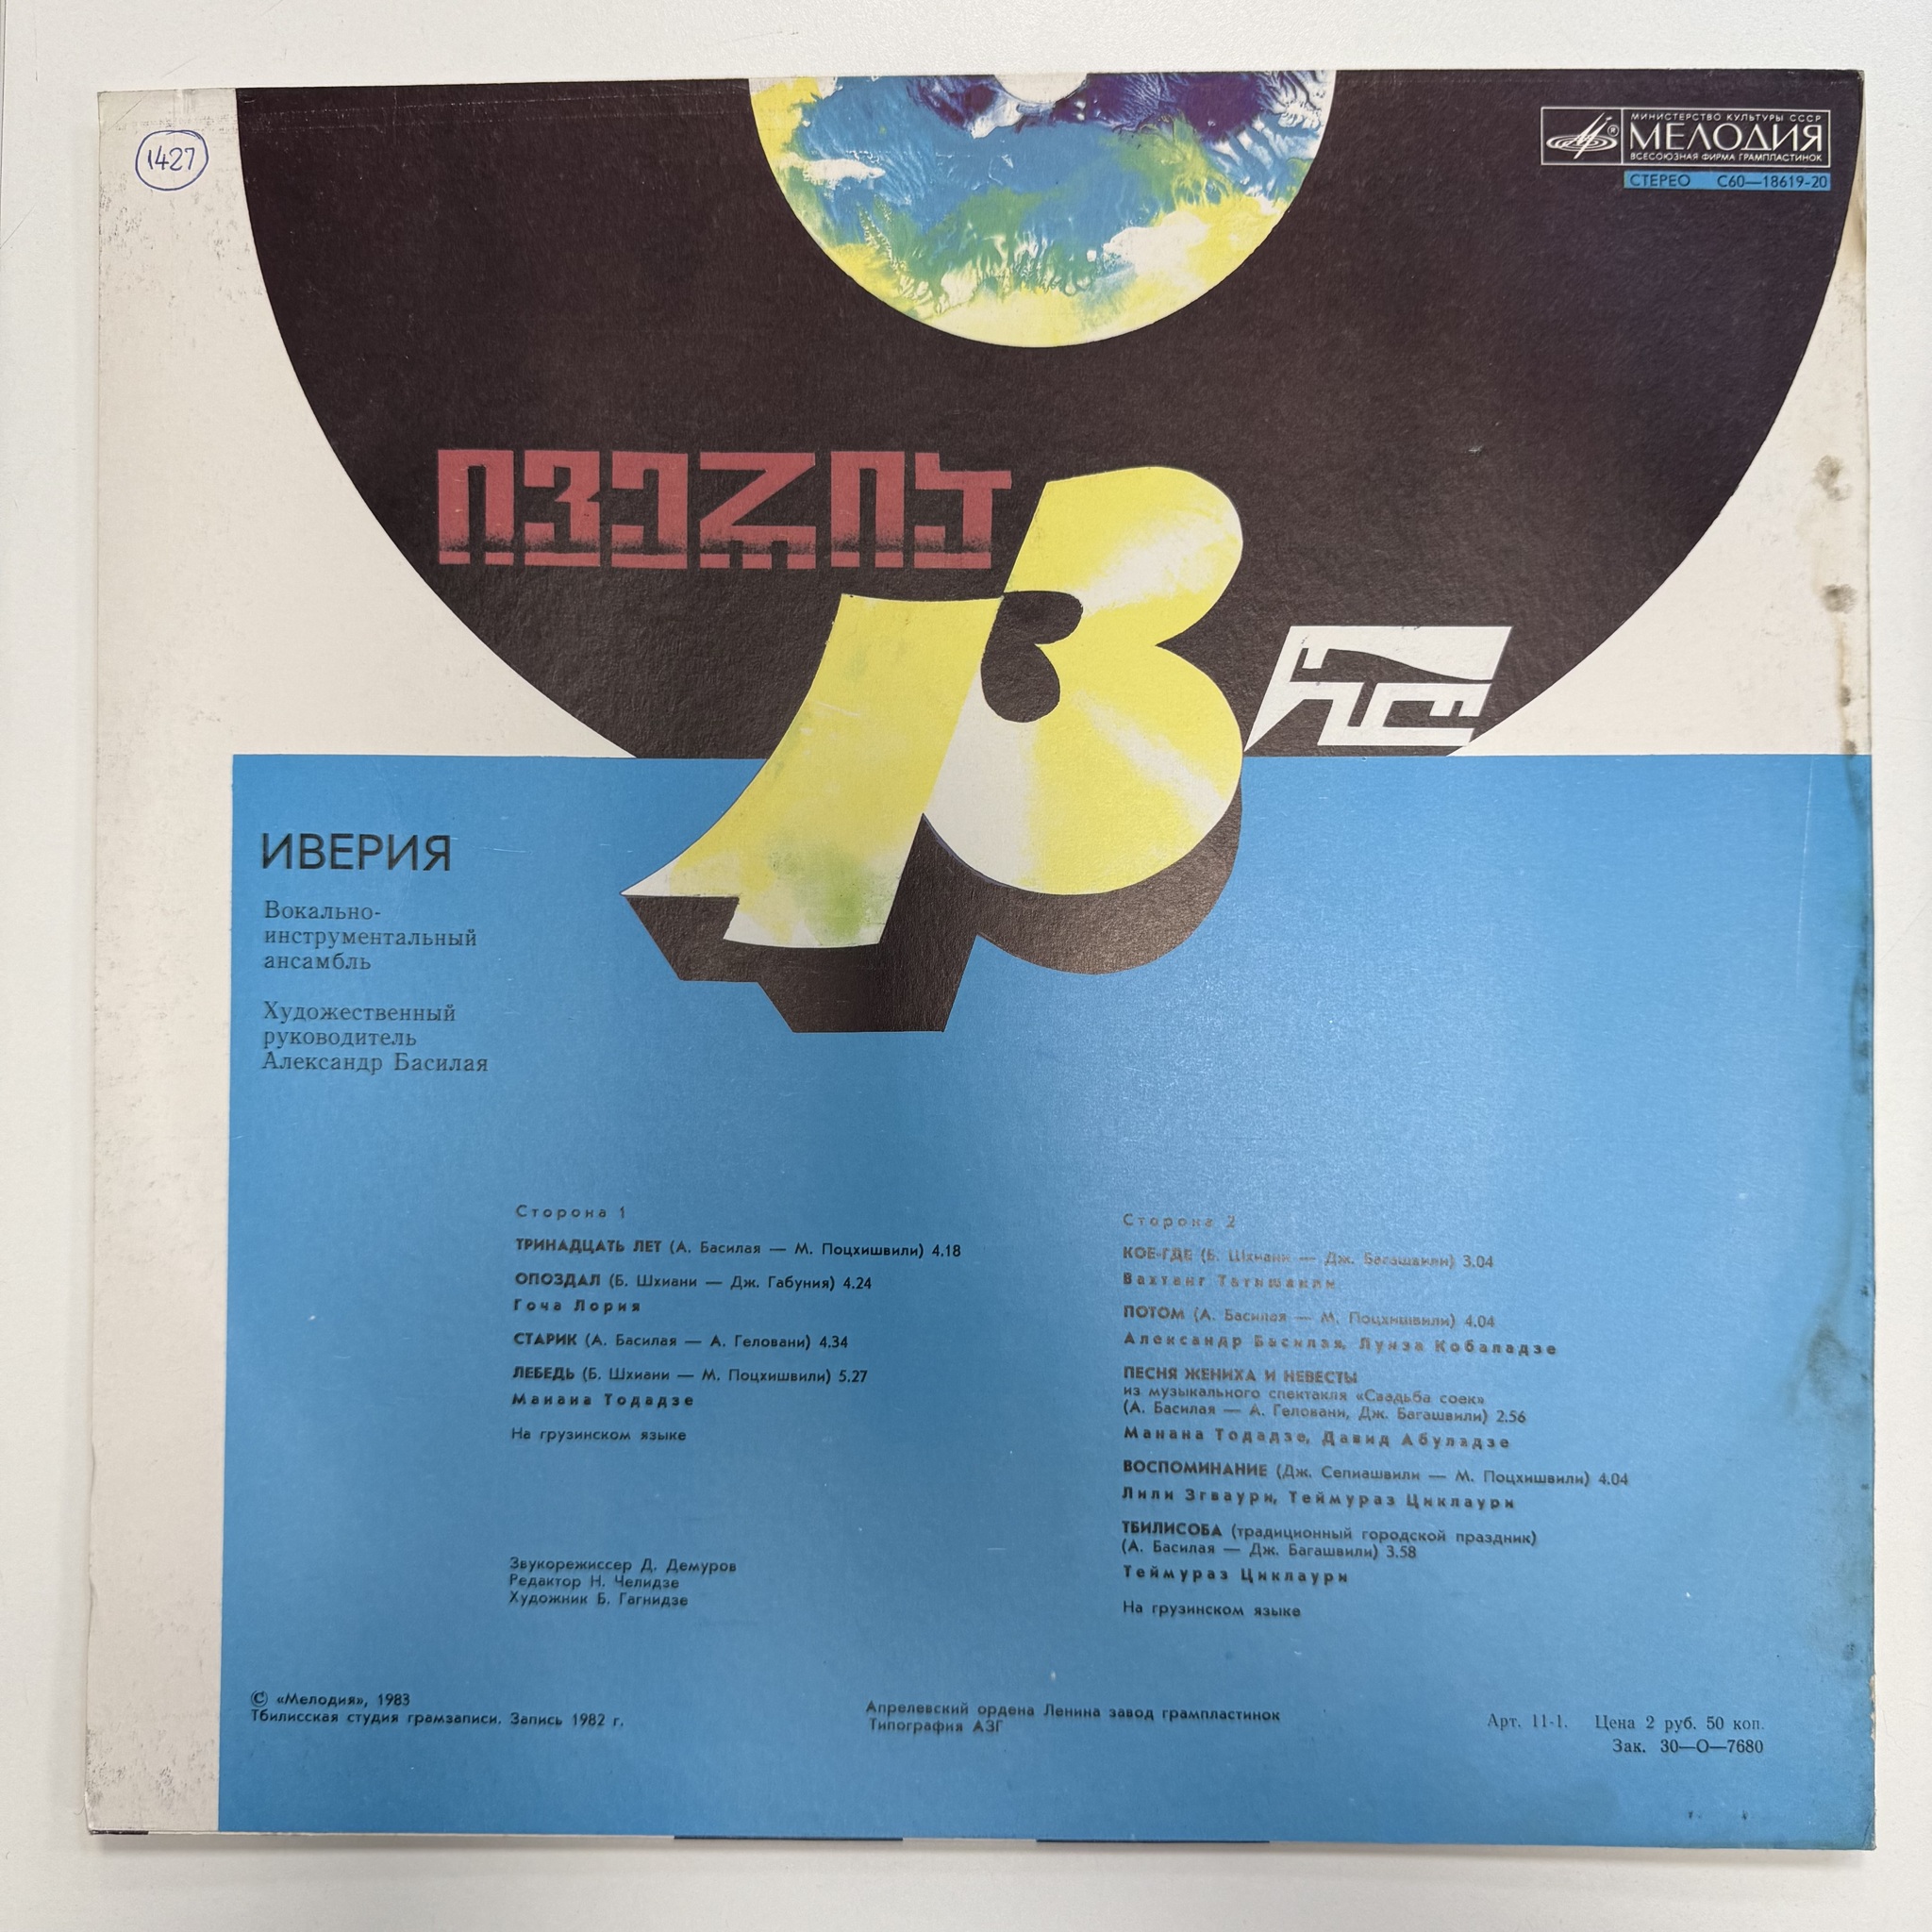 1427
МИНИСТЕРСТВО КУЛЬТУРЫ СССР
МЕЛОДИЯ
ВСЕСОЮЗНАЯ ФИРМА ГРАМПЛАСТИНОК
СТЕРЕО С60—18619-20
ივერია
13
ИВЕРИЯ
Вокально-
инструментальный
ансамбль
Художественный
руководитель
Александр Басилая
Сторона 1
ТРИНАДЦАТЬ ЛЕТ (А. Басилая — М. Поцхишвили) 4.18
ОПОЗДАЛ (Б. Шхиани — Дж. Габуния) 4.24
Гоча Лория
СТАРИК (А. Басилая — А. Геловани) 4.34
ЛЕБЕДЬ (Б. Шхиани — М. Поцхишвили) 5.27
Манана Тодадзе
На грузинском языке
Звукорежиссер Д. Демуров
Редактор Н. Челидзе
Художник Б. Гагнидзе
Сторона 2
КОЕ-ГДЕ (Б. Шхиани — Дж. Багашвили) 3.04
Вахтанг Татишвили
ПОТОМ (А. Басилая — М. Поцхишвили) 4.04
Александр Басилая, Луиза Кобаладзе
ПЕСНЯ ЖЕНИХА И НЕВЕСТЫ
из музыкального спектакля «Свадьба соек»
(А. Басилая — А. Геловани, Дж. Багашвили) 2.56
Манана Тодадзе, Давид Абуладзе
ВОСПОМИНАНИЕ (Дж. Сепиашвили — М. Поцхишвили) 4.04
Лили Згваури, Теймураз Циклаури
ТБИЛИСОБА (традиционный городской праздник)
(А. Басилая — Дж. Багашвили) 3.58
Теймураз Циклаури
На грузинском языке
© «Мелодия», 1983
Тбилисская студия грамзаписи. Запись 1982 г.
Апрелевский ордена Ленина завод грампластинок
Типография АЗГ
Арт. 11-1. Цена 2 руб. 50 коп.
Зак. 30—О—7680